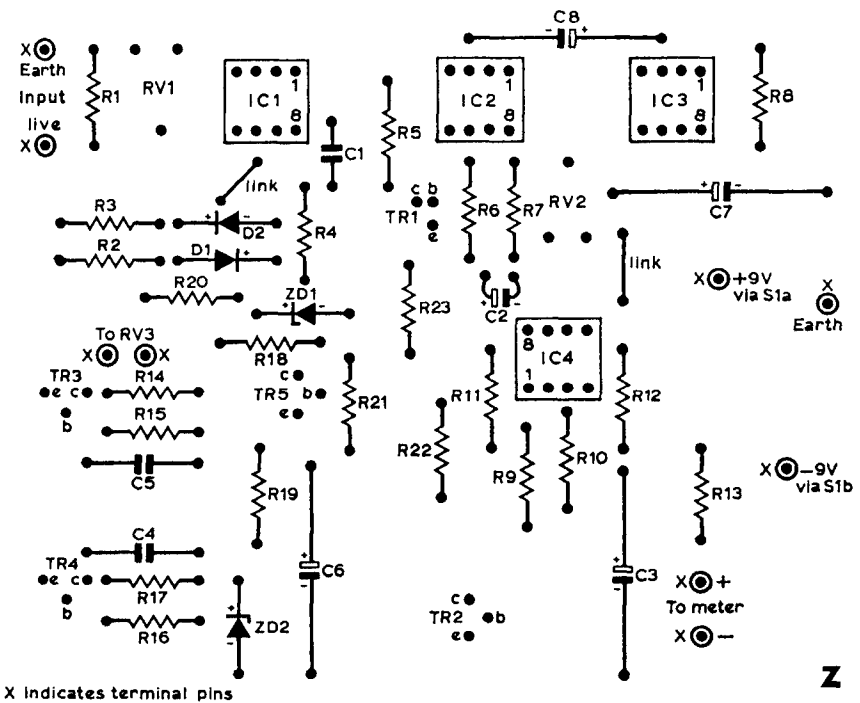 C8
- +
X
Earth
Input
live
X
R1
RV1
1
IC1
8
C1
R5
1
IC2
8
1
IC3
8
R8
link
R3
+ -
D2
R2
D1
+
R4
c b
TR1
e
R6
R7
RV2
+ -
C7
link
R20
ZD1
+ -
R23
+ -
C2
X +9V
via S1a
X
Earth
To RV3
X X
R18
8
IC4
1
TR3
e c
b
R14
R15
C5
c
TR5 b
e
R21
R11
R12
R22
R9
R10
R19
R13
X -9V
via S1b
C4
TR4
e c
b
R17
R16
+
ZD2
-
+
C6
-
c
TR2 b
e
+
C3
-
X +
To meter
X -
X indicates terminal pins
Z